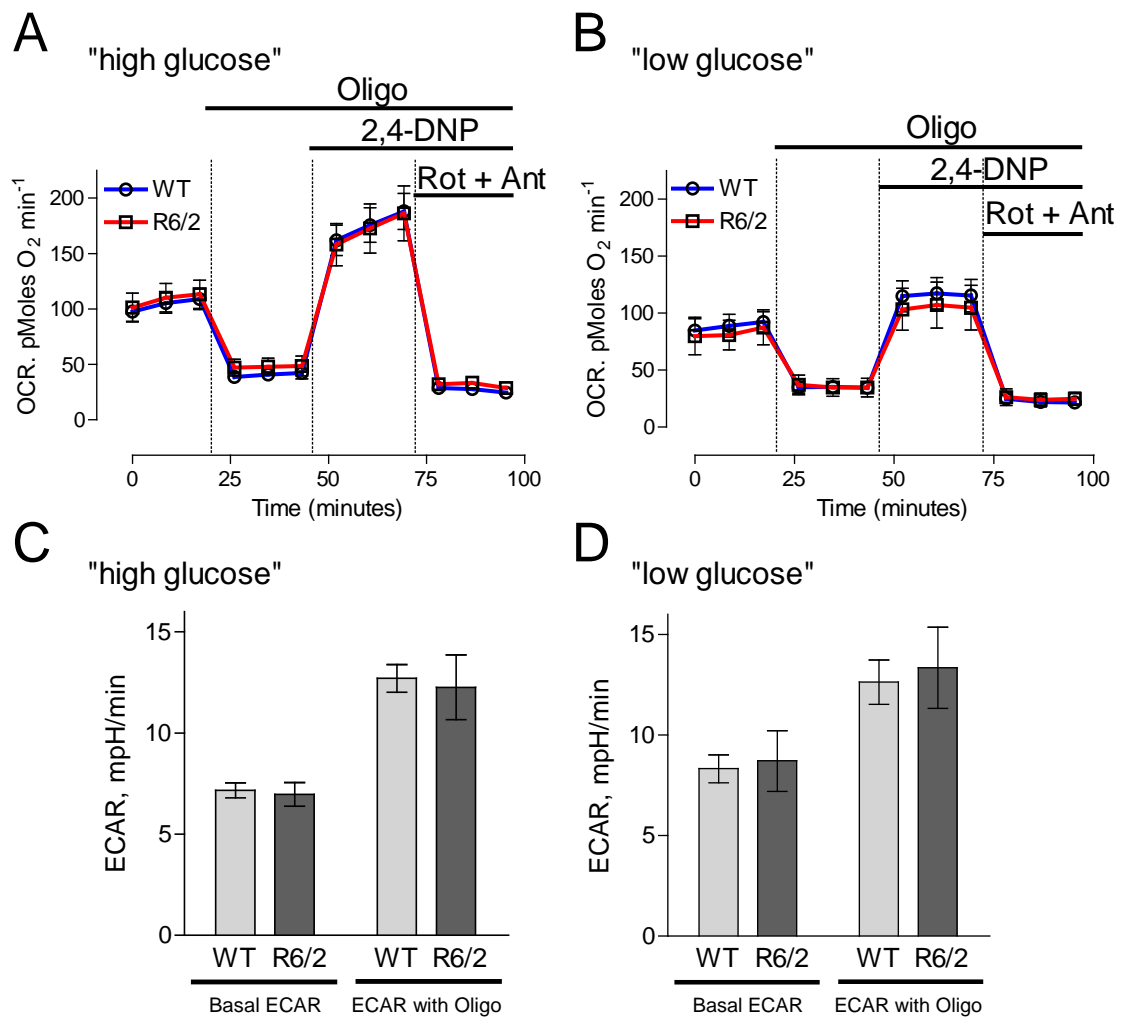 A
"high glucose"
Oligo
2,4-DNP
Rot + Ant
WT
R6/2
OCR. pMoles O2 min-1
200
150
100
50
0
0 25 50 75 100
Time (minutes)
B
"low glucose"
Oligo
2,4-DNP
Rot + Ant
WT
R6/2
OCR. pMoles O2 min-1
200
150
100
50
0
0 25 50 75 100
Time (minutes)
C
"high glucose"
ECAR, mpH/min
15
10
5
0
WT R6/2 WT R6/2
Basal ECAR ECAR with Oligo
D
"low glucose"
ECAR, mpH/min
15
10
5
0
WT R6/2 WT R6/2
Basal ECAR ECAR with Oligo